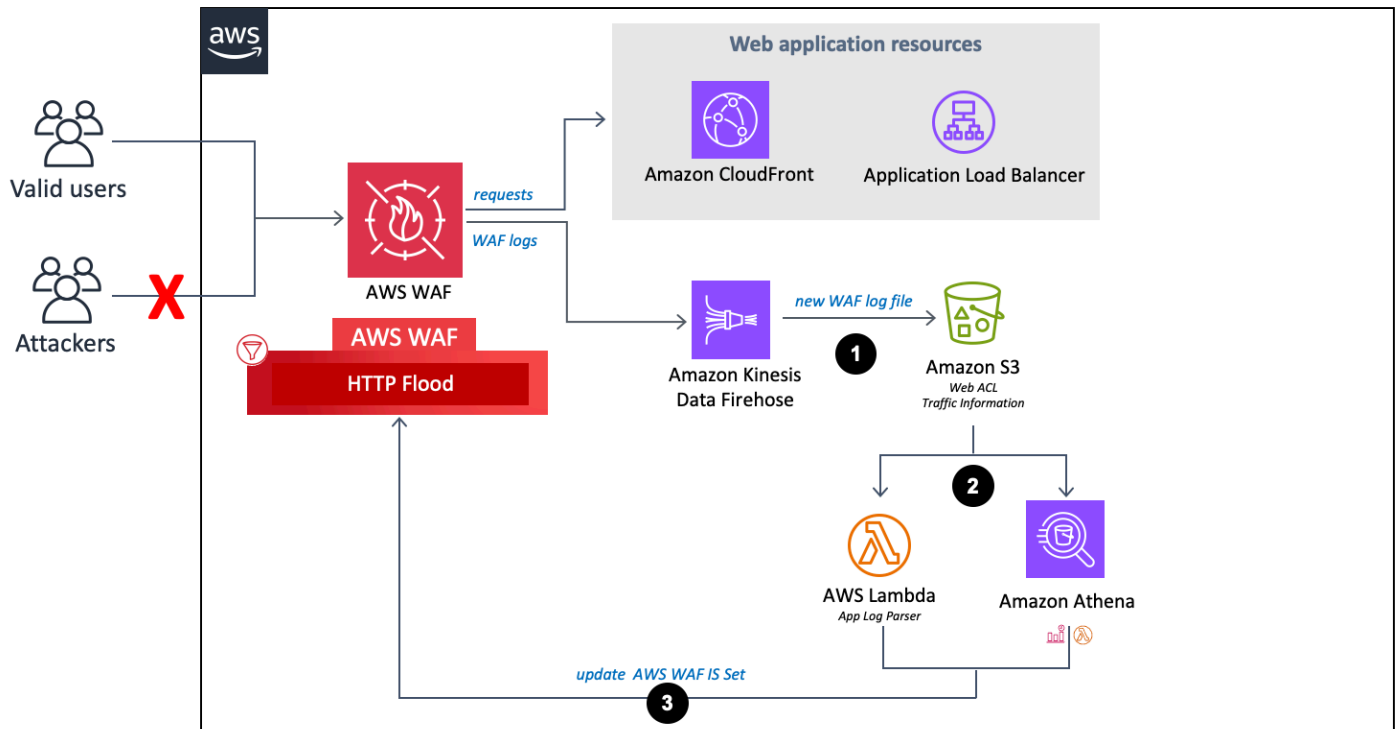 aws
Web application resources
Amazon CloudFront
Application Load Balancer
Valid users
requests
WAF logs
AWS WAF
Attackers
X
AWS WAF
HTTP Flood
new WAF log file
1
Amazon Kinesis
Data Firehose
Amazon S3
Web ACL
Traffic Information
2
AWS Lambda
App Log Parser
Amazon Athena
update AWS WAF IS Set
3